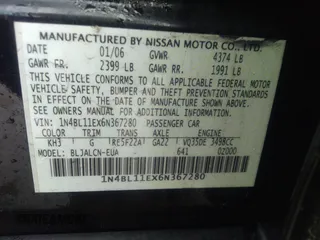 MANUFACTURED BY NISSAN MOTOR CO., LTD.
DATE 01/06 GVWR 4374 LB
GAWR FR. 2399 LB GAWR RR. 1991 LB
THIS VEHICLE CONFORMS TO ALL APPLICABLE FEDERAL MOTOR
VEHICLE SAFETY, BUMPER AND THEFT PREVENTION STANDARDS
IN EFFECT ON THE DATE OF MANUFACTURE SHOWN ABOVE.
SEE OWNERS MANUAL FOR ADDITIONAL INFORMATION.
VIN: 1N4BL11EX6N367280 PASSENGER CAR
COLOR TRIM TRANS AXLE ENGINE
KH3 G RE5F22A GA22 VQ35DE 3498CC
MODEL: BLJALCN-EUA 641 02000
1N4BL11EX6N367280